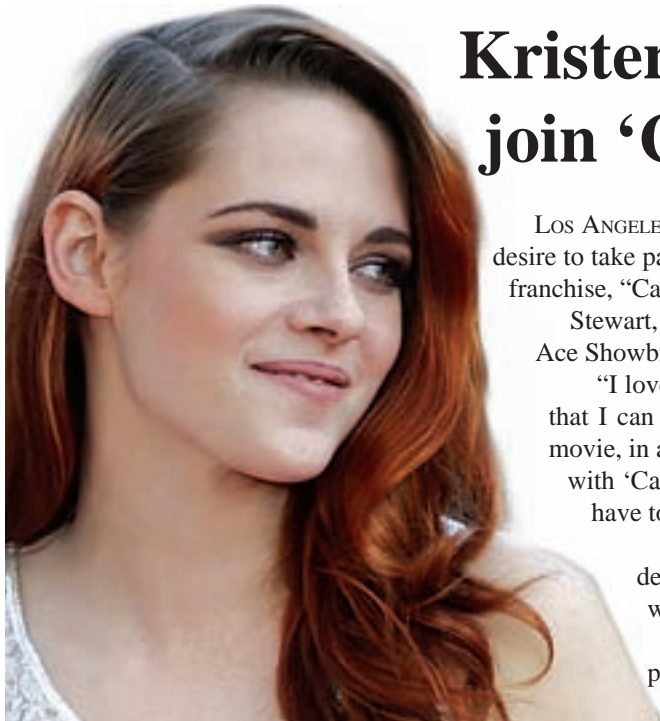 Kristen
join ‘C
LOS ANGELE
desire to take pa
franchise, “Ca
Stewart,
Ace Showbi
“I lov
that I can
movie, in a
with ‘Ca
have to
de
w
p